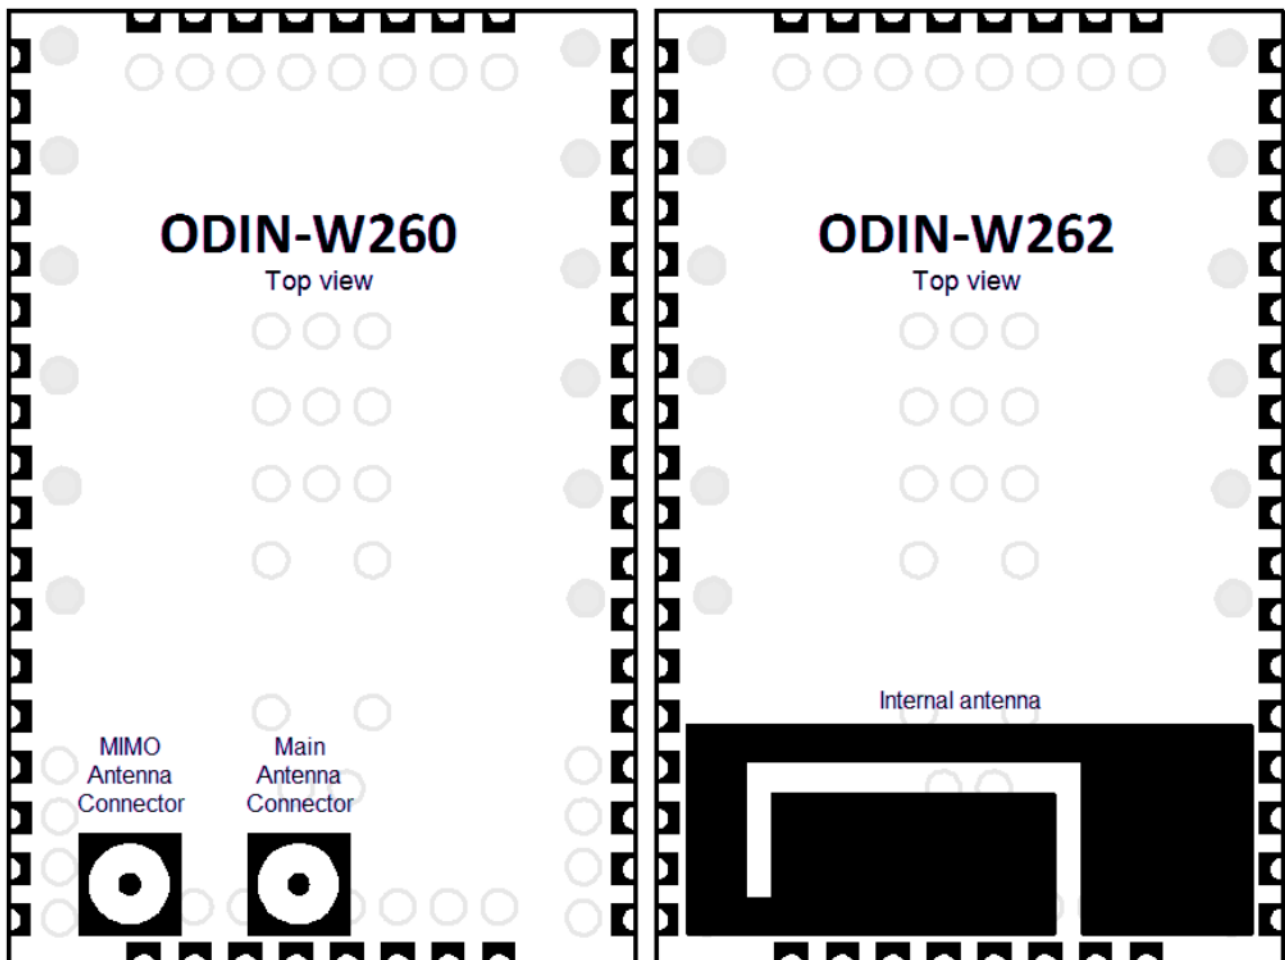 ODIN-W260
Top view
MIMO
Antenna
Connector
Main
Antenna
Connector
ODIN-W262
Top view
Internal antenna